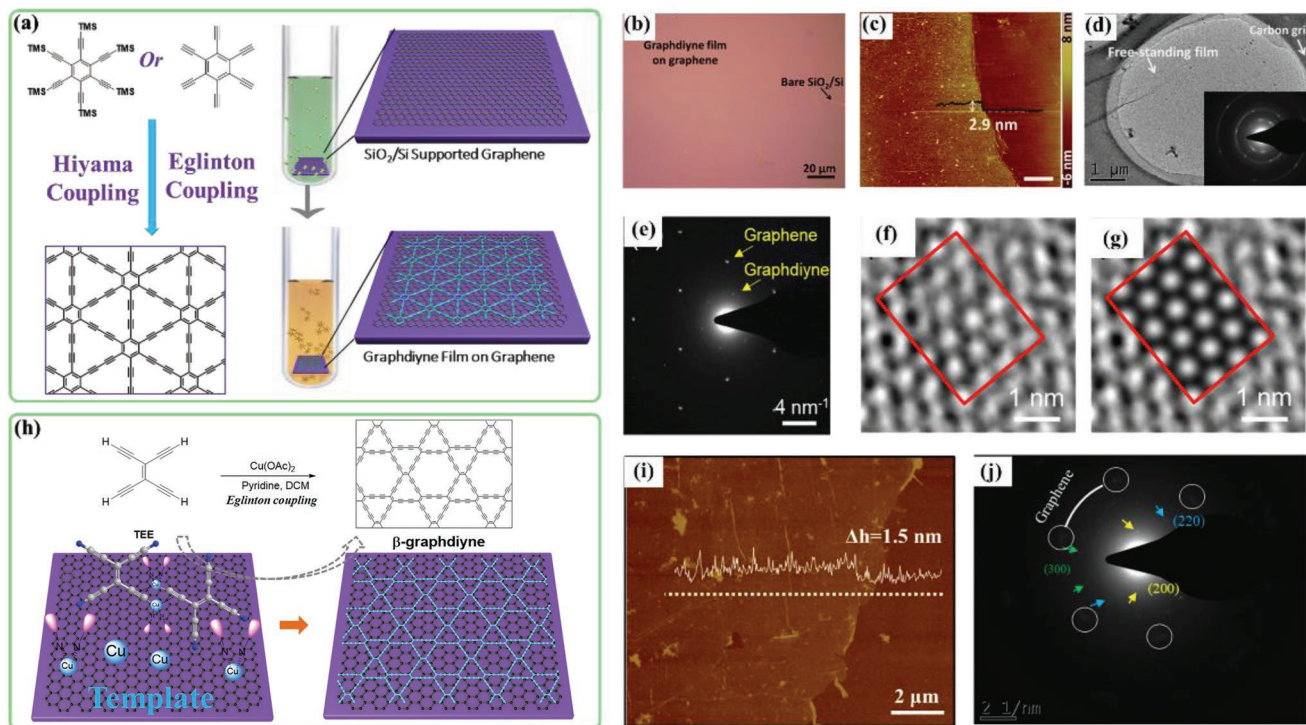 (a)
TMS
TMS
TMS
Or
TMS
TMS
TMS
Hiyama
Coupling
Eglinton
Coupling
SiO₂/Si Supported Graphene
Graphdiyne Film on Graphene
(b)
Graphdiyne film
on graphene
Bare SiO₂/Si
20 µm
(c)
2.9 nm
8 nm
-6 nm
(d)
Carbon gri
Free-standing film
1 µm
(e)
Graphene
Graphdiyne
4 nm⁻¹
(f)
1 nm
(g)
1 nm
(h)
H
H
H
H
Cu(OAc)₂
Pyridine, DCM
Eglinton coupling
TEE
β-graphdiyne
Cu
Cu
N
N
Cu
Cu
Cu
N
N
Cu
Template
(i)
Δh=1.5 nm
2 µm
(j)
Graphene
(220)
(300)
(200)
2 1/nm